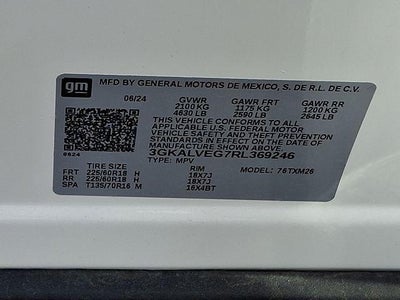 gm
MFD BY GENERAL MOTORS DE MEXICO, S. DE R.L. DE C.V.
06/24 GVWR GAWR FRT GAWR RR
2100 KG 1175 KG 1200 KG
4630 LB 2590 LB 2645 LB
THIS VEHICLE CONFORMS TO ALL
APPLICABLE U.S. FEDERAL MOTOR
VEHICLE SAFETY AND THEFT PREVENTION
STANDARDS IN EFFECT ON THE DATE OF
MANUFACTURE SHOWN ABOVE.
0624 3GKALVEG7RL369246
TYPE: MPV MODEL: 76TXM26
TIRE SIZE RIM
FRT 225/60R18 H 18X7J
RR 225/60R18 H 18X7J
SPA T135/70R16 M 16X4BT